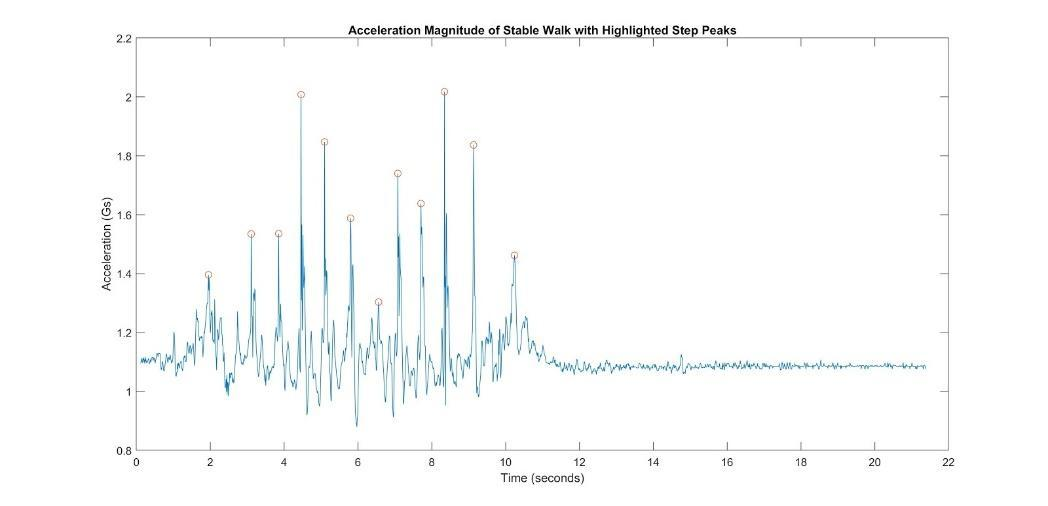 Acceleration Magnitude of Stable Walk with Highlighted Step Peaks
2.2
2
1.8
1.6
1.4
1.2
1
0.8
Acceleration (Gs)
0 2 4 6 8 10 12 14 16 18 20 22
Time (seconds)